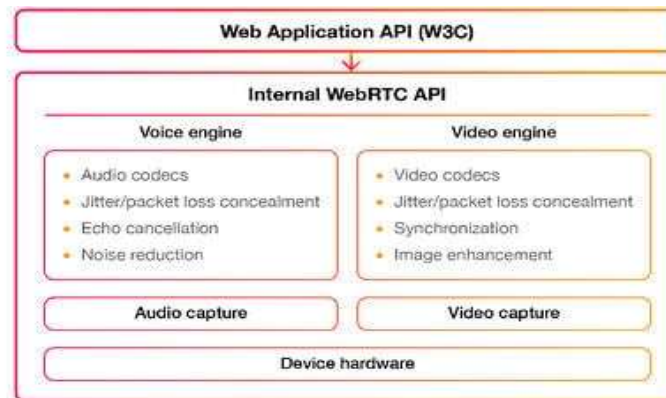 Web Application API (W3C)
Internal WebRTC API
Voice engine
Audio codecs
Jitter/packet loss concealment
Echo cancellation
Noise reduction
Video engine
Video codecs
Jitter/packet loss concealment
Synchronization
Image enhancement
Audio capture
Video capture
Device hardware